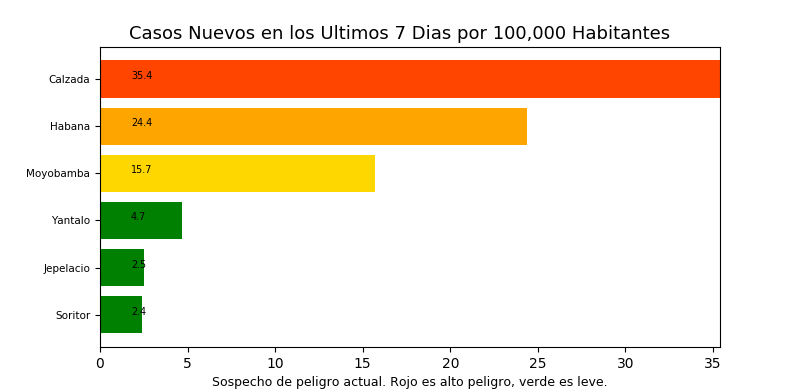 Casos Nuevos en los Ultimos 7 Dias por 100,000 Habitantes
Calzada 35.4
Habana 24.4
Moyobamba 15.7
Yantalo 4.7
Jepelacio 2.5
Soritor 2.4
0 5 10 15 20 25 30 35
Sospecho de peligro actual. Rojo es alto peligro, verde es leve.